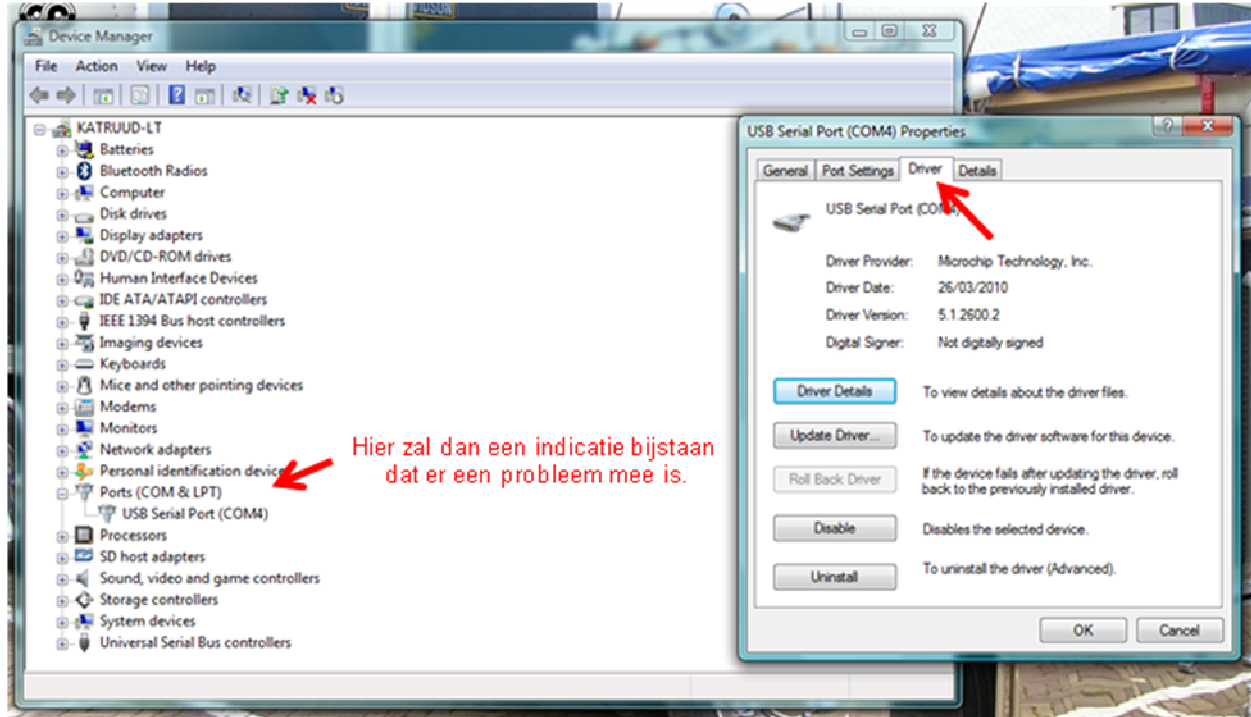 Device Manager
File Action View Help
KATRUUD-LT
Batteries
Bluetooth Radios
Computer
Disk drives
Display adapters
DVD/CD-ROM drives
Human Interface Devices
IDE ATA/ATAPI controllers
IEEE 1394 Bus host controllers
Imaging devices
Keyboards
Mice and other pointing devices
Modems
Monitors
Network adapters
Personal identification device
Ports (COM & LPT)
USB Serial Port (COM4)
Processors
SD host adapters
Sound, video and game controllers
Storage controllers
System devices
Universal Serial Bus controllers
Hier zal dan een indicatie bijstaan
dat er een probleem mee is.
USB Serial Port (COM4) Properties
General Port Settings Driver Details
USB Serial Port (COM4)
Driver Provider: Microchip Technology, Inc.
Driver Date: 26/03/2010
Driver Version: 5.1.2600.2
Digital Signer: Not digitally signed
Driver Details To view details about the driver files.
Update Driver... To update the driver software for this device.
Roll Back Driver If the device fails after updating the driver, roll
back to the previously installed driver.
Disable Disables the selected device.
Uninstall To uninstall the driver (Advanced).
OK Cancel